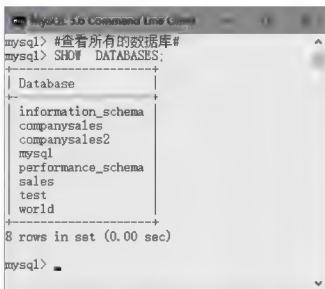 MySQL 5.6 Command Line Client
mysql> #查看所有的数据库#
mysql> SHOW DATABASES;
+--------------------+
| Database |
+--------------------+
| information_schema |
| companysales |
| companysales2 |
| mysql |
| performance_schema |
| sales |
| test |
| world |
+--------------------+
8 rows in set (0.00 sec)
mysql>